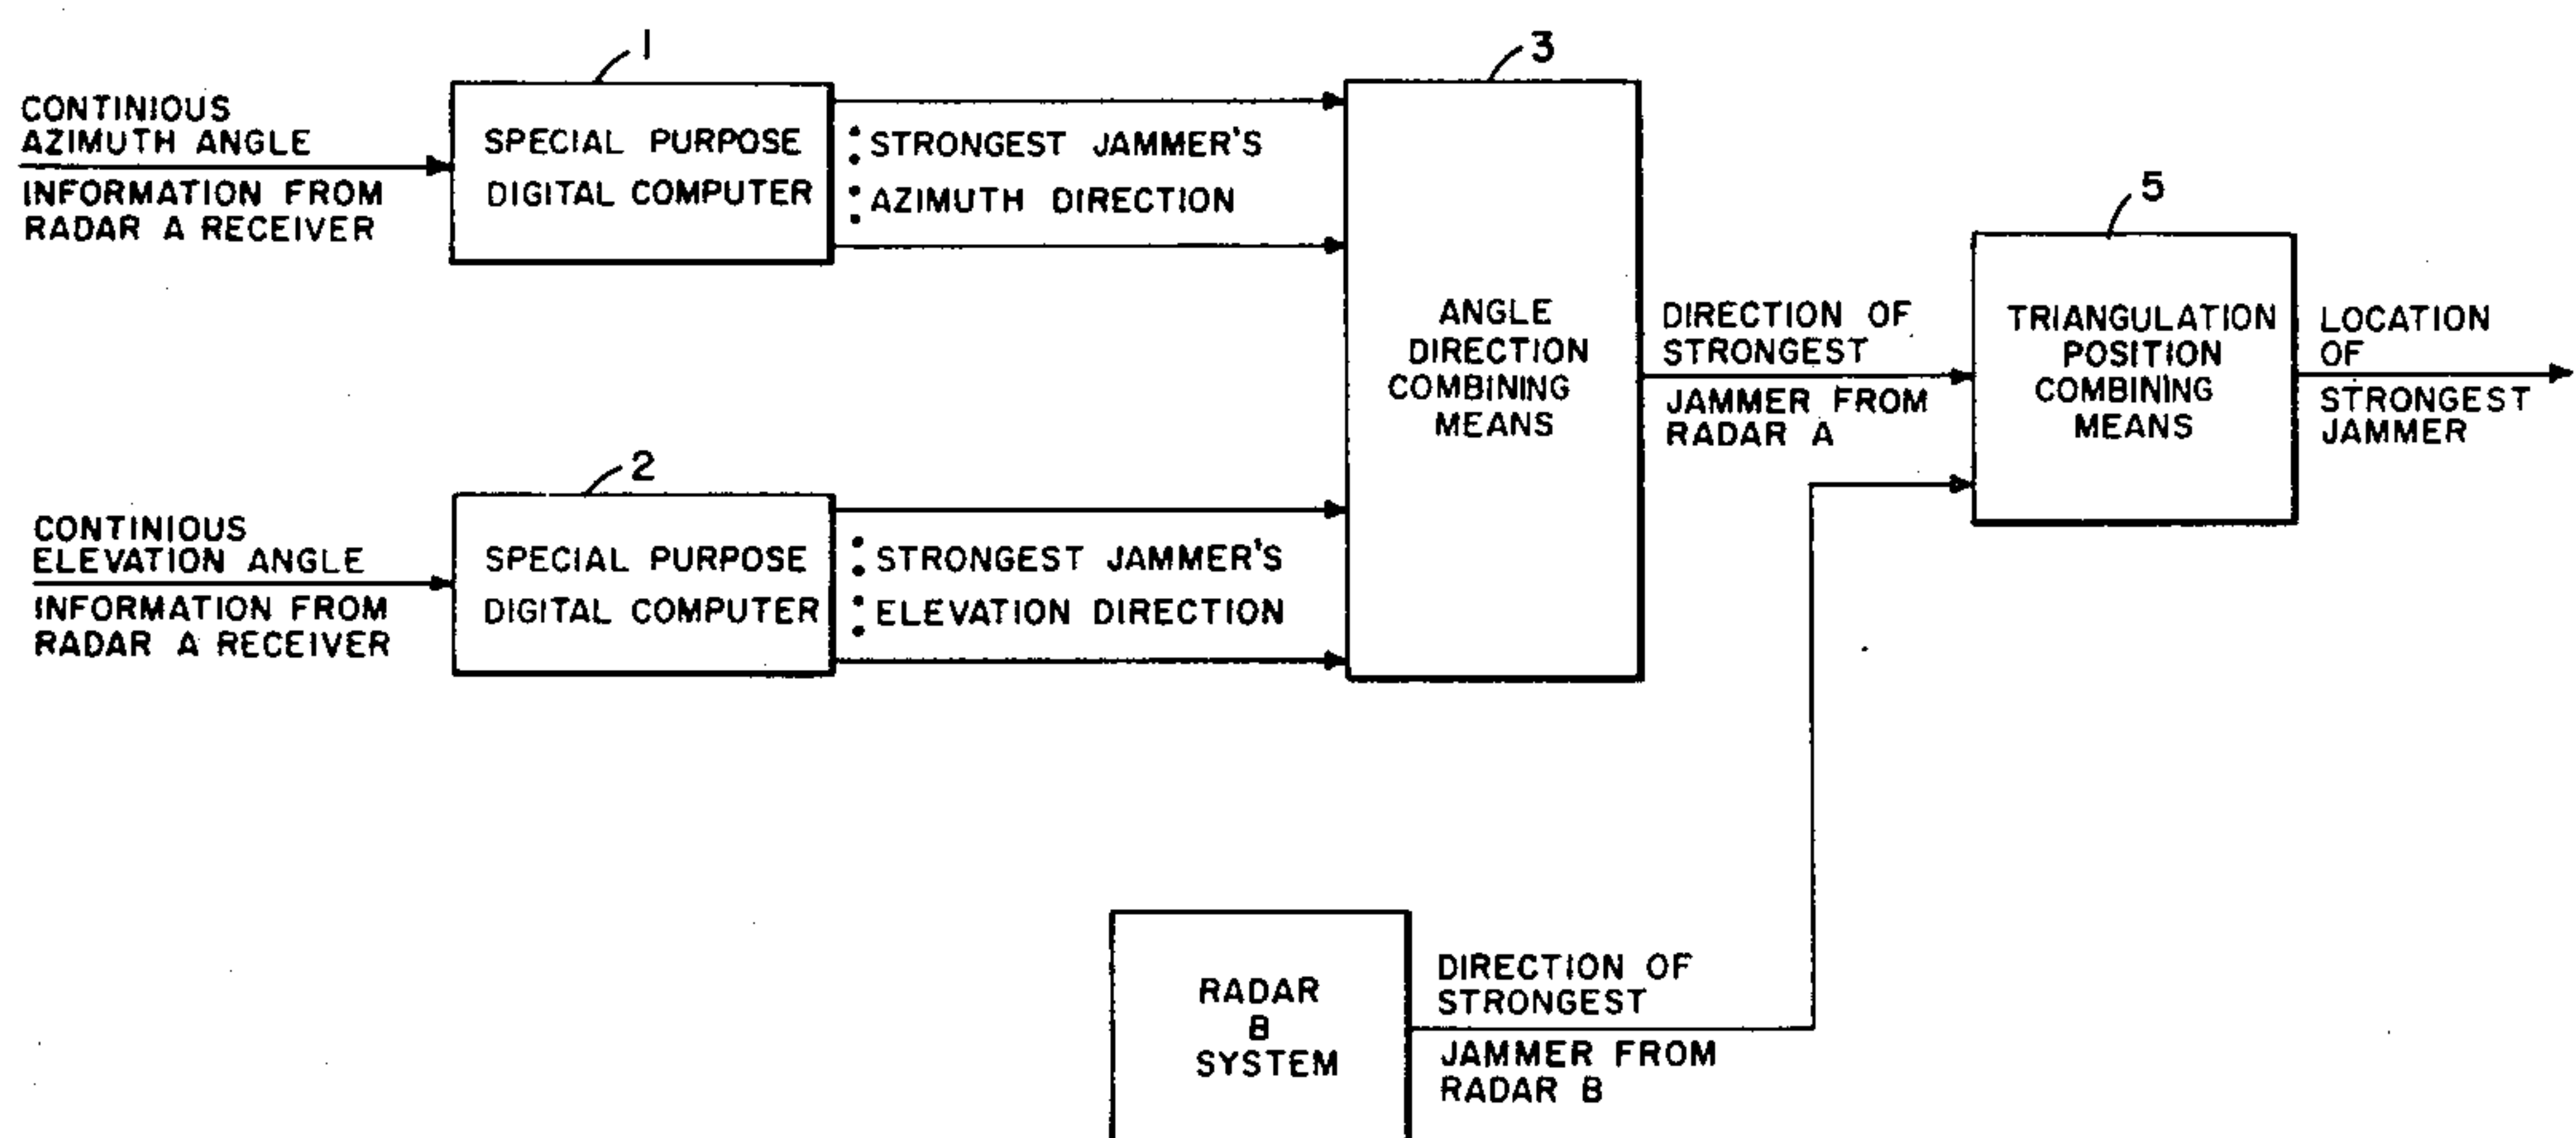 1
CONTINIOUS
AZIMUTH ANGLE
INFORMATION FROM
RADAR A RECEIVER
SPECIAL PURPOSE
DIGITAL COMPUTER
STRONGEST JAMMER'S
AZIMUTH DIRECTION
2
CONTINIOUS
ELEVATION ANGLE
INFORMATION FROM
RADAR A RECEIVER
SPECIAL PURPOSE
DIGITAL COMPUTER
STRONGEST JAMMER'S
ELEVATION DIRECTION
3
ANGLE
DIRECTION
COMBINING
MEANS
DIRECTION OF
STRONGEST
JAMMER FROM
RADAR A
5
TRIANGULATION
POSITION
COMBINING
MEANS
LOCATION
OF
STRONGEST
JAMMER
RADAR
B
SYSTEM
DIRECTION OF
STRONGEST
JAMMER FROM
RADAR B